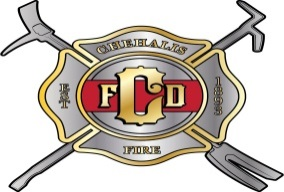 CHEHALIS
EST
FCD
1893
FIRE